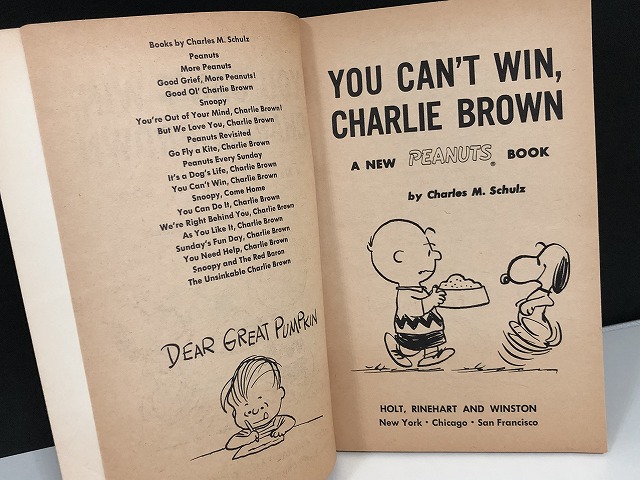 Books by Charles M. Schulz
Peanuts
More Peanuts
Good Grief, More Peanuts!
Good Ol' Charlie Brown
Snoopy
You're Out of Your Mind, Charlie Brown!
But We Love You, Charlie Brown
Peanuts Revisited
Go Fly a Kite, Charlie Brown
Peanuts Every Sunday
It's a Dog's Life, Charlie Brown
You Can't Win, Charlie Brown
Snoopy, Come Home
You Can Do It, Charlie Brown
We're Right Behind You, Charlie Brown
As You Like It, Charlie Brown
Sunday's Fun Day, Charlie Brown
You Need Help, Charlie Brown
Snoopy and The Red Baron
The Unsinkable Charlie Brown
DEAR GREAT PUMPKIN
YOU CAN'T WIN,
CHARLIE BROWN
A NEW PEANUTS® BOOK
by Charles M. Schulz
HOLT, RINEHART AND WINSTON
New York • Chicago • San Francisco